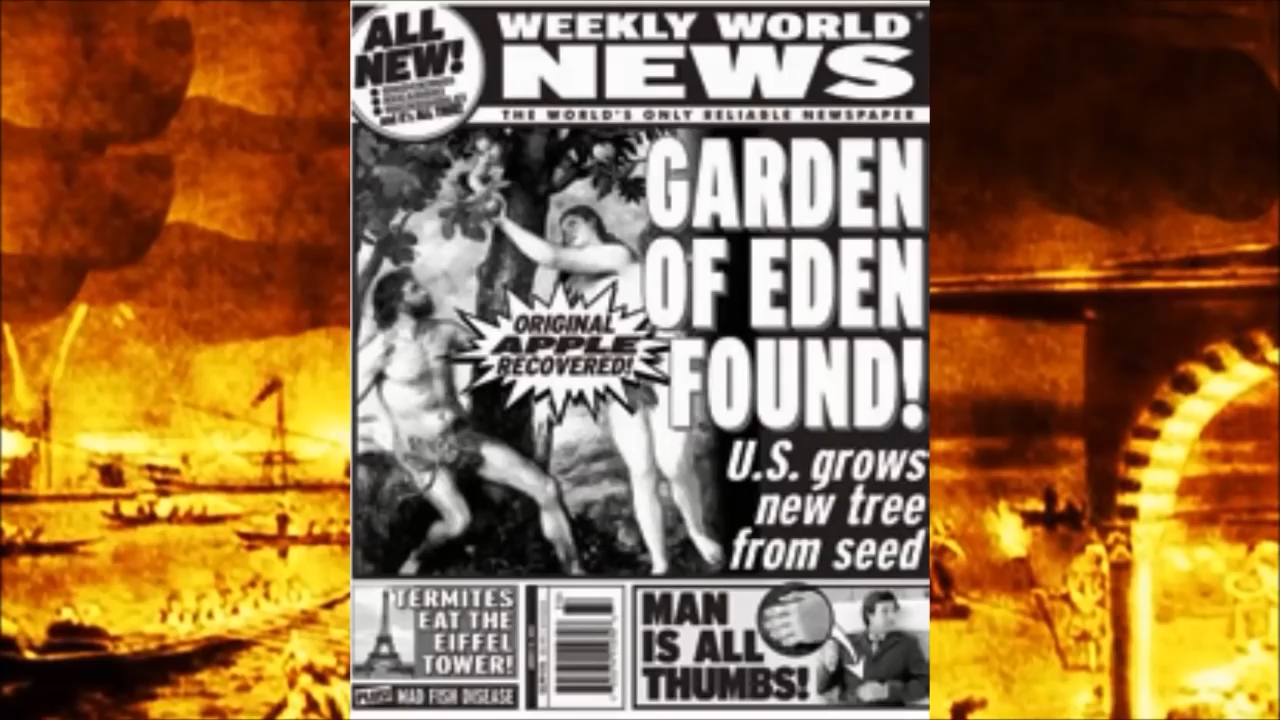 ALL
NEW!
WEEKLY WORLD
NEWS
THE WORLD'S ONLY RELIABLE NEWSPAPER
GARDEN
OF EDEN
FOUND!
ORIGINAL
APPLE
RECOVERED!
U.S. grows
new tree
from seed
TERMITES
EAT THE
EIFFEL
TOWER!
PLUS MAD FISH DISEASE
MAN
IS ALL
THUMBS!